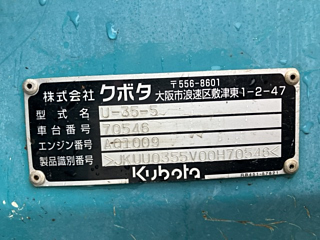 株式会社 クボタ 〒556-8601
大阪市浪速区敷津東1-2-47
型式名 U-35-5
車台番号 70546
エンジン番号 A01009
製品識別番号 *JKUU0355V00H70546*
Kubota